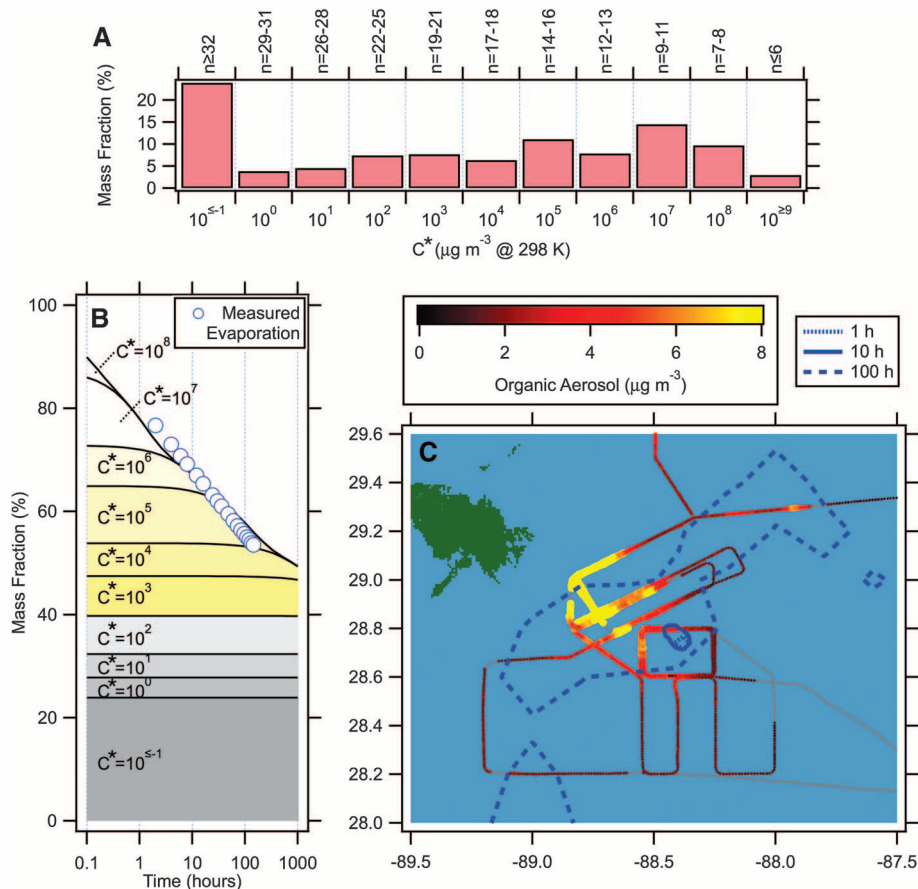 A
n≥32
n=29-31
n=26-28
n=22-25
n=19-21
n=17-18
n=14-16
n=12-13
n=9-11
n=7-8
n≤6
Mass Fraction (%)
20
15
10
5
0
10≤-1
10⁰
10¹
10²
10³
10⁴
10⁵
10⁶
10⁷
10⁸
10≥9
C* (µg m⁻³ @ 298 K)
B
Measured
Evaporation
Mass Fraction (%)
100
80
60
40
20
0
C*=10⁸
C*=10⁷
C*=10⁶
C*=10⁵
C*=10⁴
C*=10³
C*=10²
C*=10¹
C*=10⁰
C*=10≤-1
0.1
1
10
100
1000
Time (hours)
0
2
4
6
8
Organic Aerosol (µg m⁻³)
1 h
10 h
100 h
C
29.6
29.4
29.2
29.0
28.8
28.6
28.4
28.2
28.0
-89.5
-89.0
-88.5
-88.0
-87.5